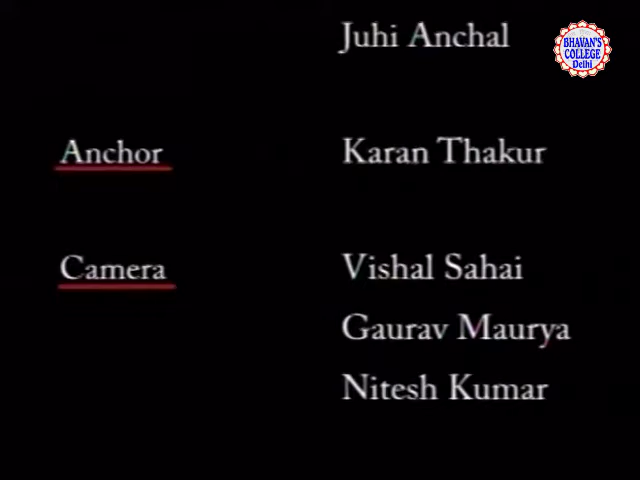 Juhi Anchal
BHAVAN'S
COLLEGE
Delhi
Anchor Karan Thakur
Camera Vishal Sahai
Gaurav Maurya
Nitesh Kumar